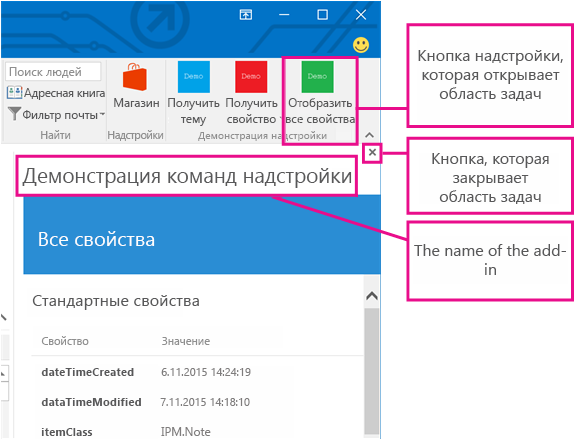 Поиск людей
Адресная книга
Фильтр почты
Найти
Магазин
Надстройки
Demo
Получить
тему
Demo
Получить
свойство
Demo
Отобразить
все свойства
Демонстрация надстройки
Демонстрация команд надстройки
Все свойства
Стандартные свойства
Свойство Значение
dateTimeCreated 6.11.2015 14:24:19
dataTimeModified 7.11.2015 14:18:10
itemClass IPM.Note
Кнопка надстройки,
которая открывает
область задач
Кнопка, которая
закрывает
область задач
The name of the add-
in